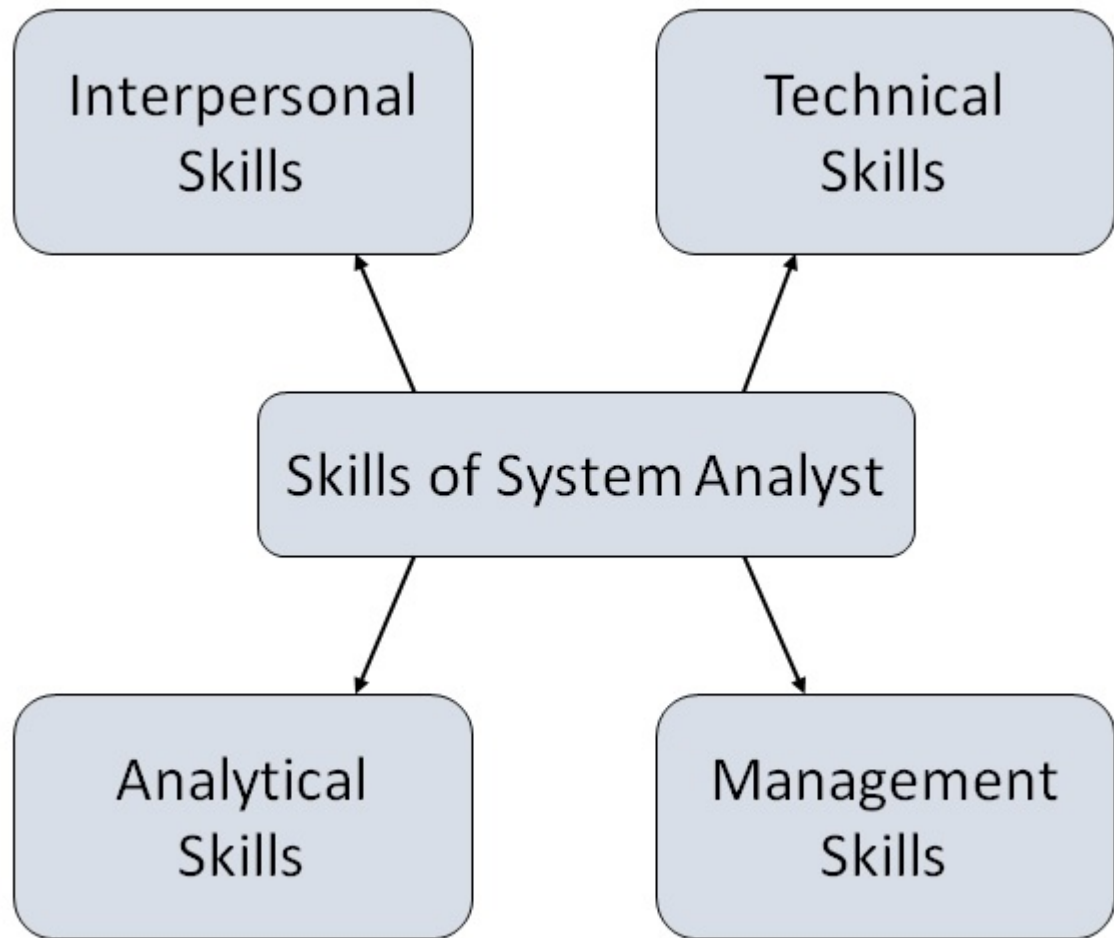 Interpersonal
Skills
Technical
Skills
Skills of System Analyst
Analytical
Skills
Management
Skills